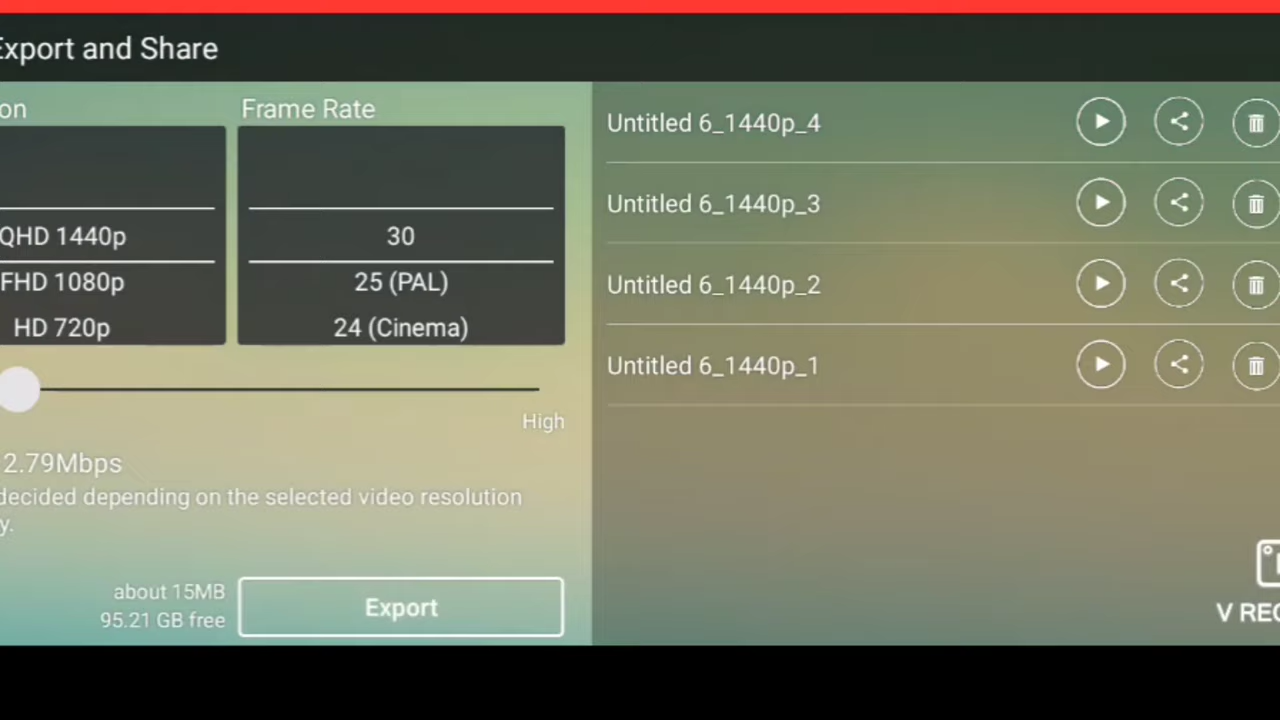 Export and Share
on
Frame Rate
QHD 1440p
FHD 1080p
HD 720p
30
25 (PAL)
24 (Cinema)
High
2.79Mbps
decided depending on the selected video resolution
y.
about 15MB
95.21 GB free
Export
Untitled 6_1440p_4
Untitled 6_1440p_3
Untitled 6_1440p_2
Untitled 6_1440p_1
V REC